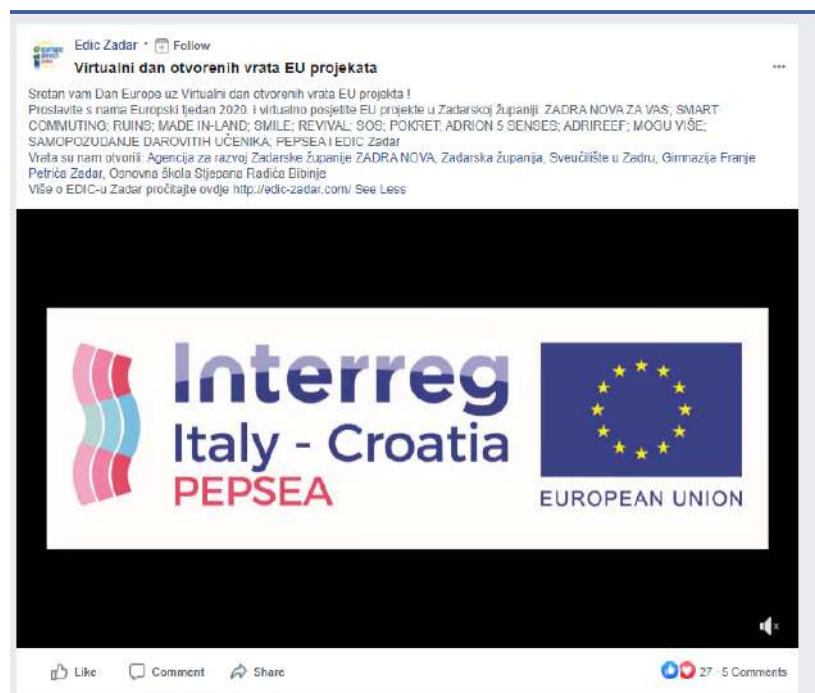 Edic Zadar · Follow
Virtualni dan otvorenih vrata EU projekata
Sretan vam Dan Europe uz Virtualni dan otvorenih vrata EU projekta !
Proslavite s nama Europski tjedan 2020. i virtualno posjetite EU projekte u Zadarskoj županiji: ZADRA NOVA ZA VAS; SMART
COMMUTING; RUINS; MADE IN-LAND; SMILE; REVIVAL; SOS; POKRET; ADRION 5 SENSES; ADRIREEF; MOGU VIŠE;
SAMOPOUZDANJE DAROVITIH UČENIKA; PEPSEA I EDIC Zadar
Vrata su nam otvorili: Agencija za razvoj Zadarske županije ZADRA NOVA, Zadarska županija, Sveučilište u Zadru, Gimnazija Franje
Petrića Zadar, Osnovna škola Stjepana Radića Bibinje
Više o EDIC-u Zadar pročitajte ovdje http://edic-zadar.com/ See Less
Interreg
Italy - Croatia
PEPSEA
EUROPEAN UNION
Like Comment Share 27 · 5 Comments